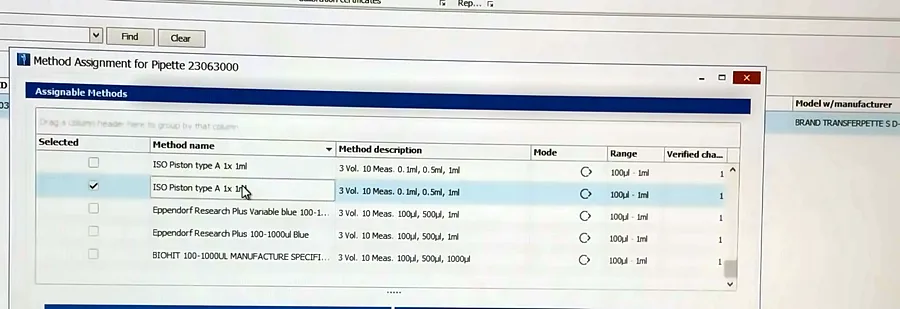 Calibration certificates
Rep...
Find Clear
Method Assignment for Pipette 23063000
D
Assignable Methods
Model w/manufacturer
03
BRAND TRANSFERPETTE S D-
Drag a column header here to group by that column
Selected Method name Method description Mode Range Verified cha...
ISO Piston type A 1x 1ml 3 Vol. 10 Meas. 0.1ml, 0.5ml, 1ml 100µl - 1ml 1
ISO Piston type A 1x 1ml 3 Vol. 10 Meas. 0.1ml, 0.5ml, 1ml 100µl - 1ml 1
Eppendorf Research Plus Variable blue 100-1... 3 Vol. 10 Meas. 100µl, 500µl, 1ml 100µl - 1ml 1
Eppendorf Research Plus 100-1000ul Blue 3 Vol. 10 Meas. 100µl, 500µl, 1ml 100µl - 1ml 1
BIOHIT 100-1000UL MANUFACTURE SPECIFI... 3 Vol. 10 Meas. 100µl, 500µl, 1000µl 100µl - 1ml 1